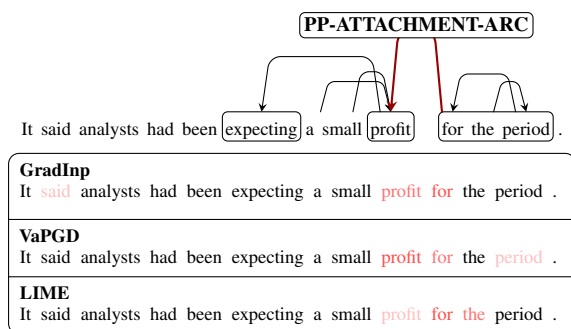 PP-ATTACHMENT-ARC
It said analysts had been expecting a small profit for the period .
GradInp
It said analysts had been expecting a small profit for the period .
VaPGD
It said analysts had been expecting a small profit for the period .
LIME
It said analysts had been expecting a small profit for the period .